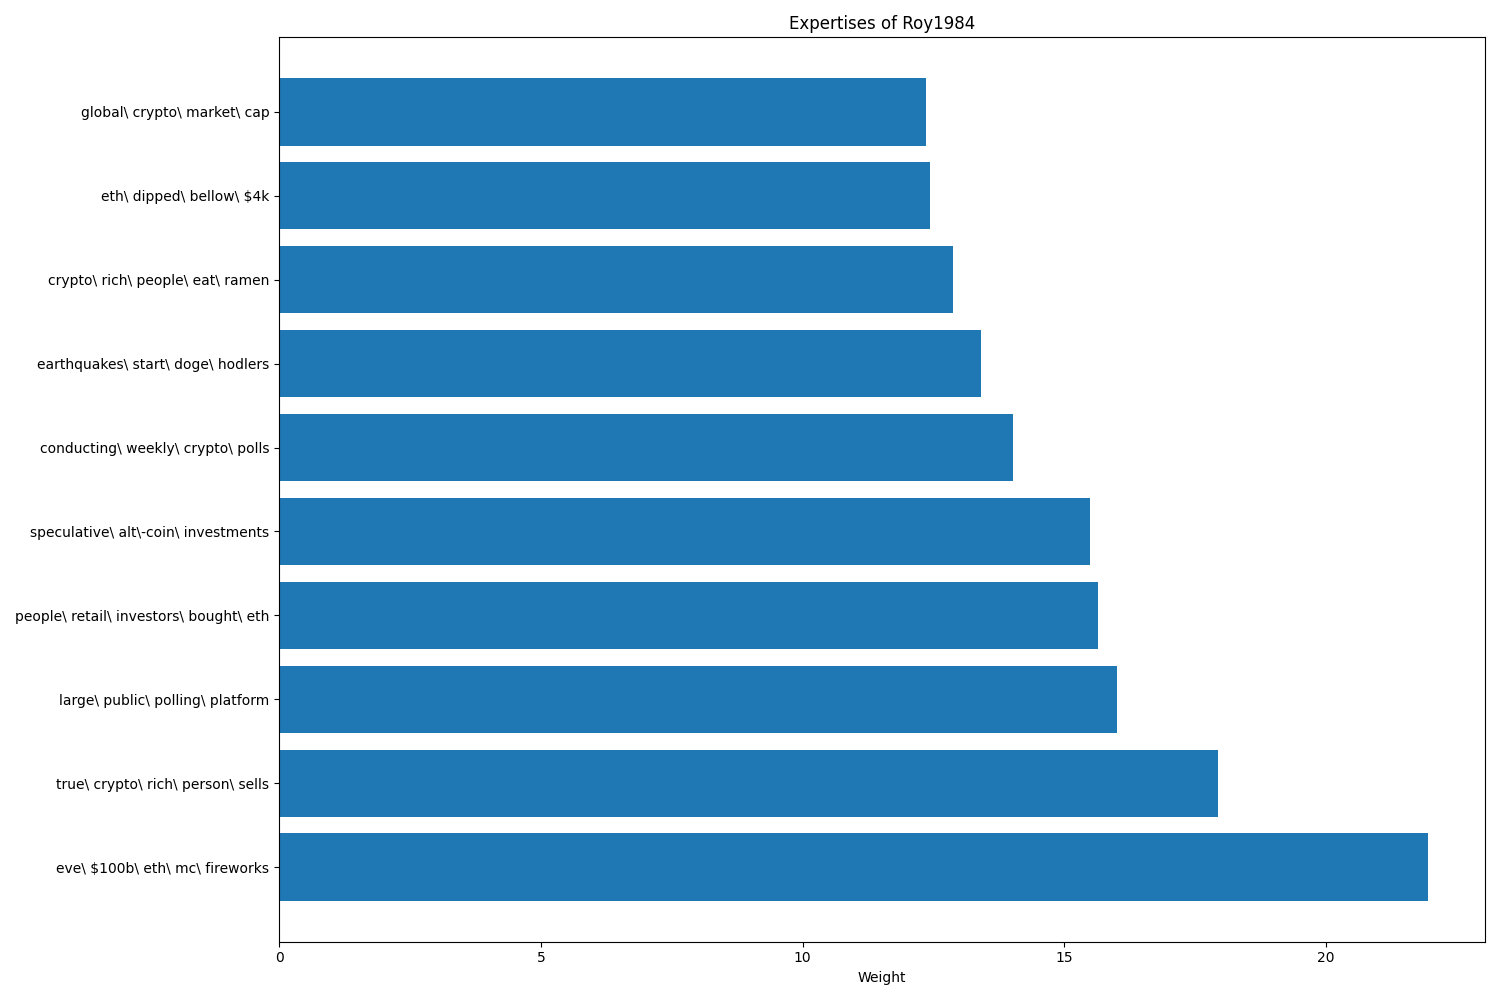 Expertises of Roy1984
global\ crypto\ market\ cap
eth\ dipped\ bellow\ $4k
crypto\ rich\ people\ eat\ ramen
earthquakes\ start\ doge\ hodlers
conducting\ weekly\ crypto\ polls
speculative\ alt\-coin\ investments
people\ retail\ investors\ bought\ eth
large\ public\ polling\ platform
true\ crypto\ rich\ person\ sells
eve\ $100b\ eth\ mc\ fireworks
0 5 10 15 20
Weight